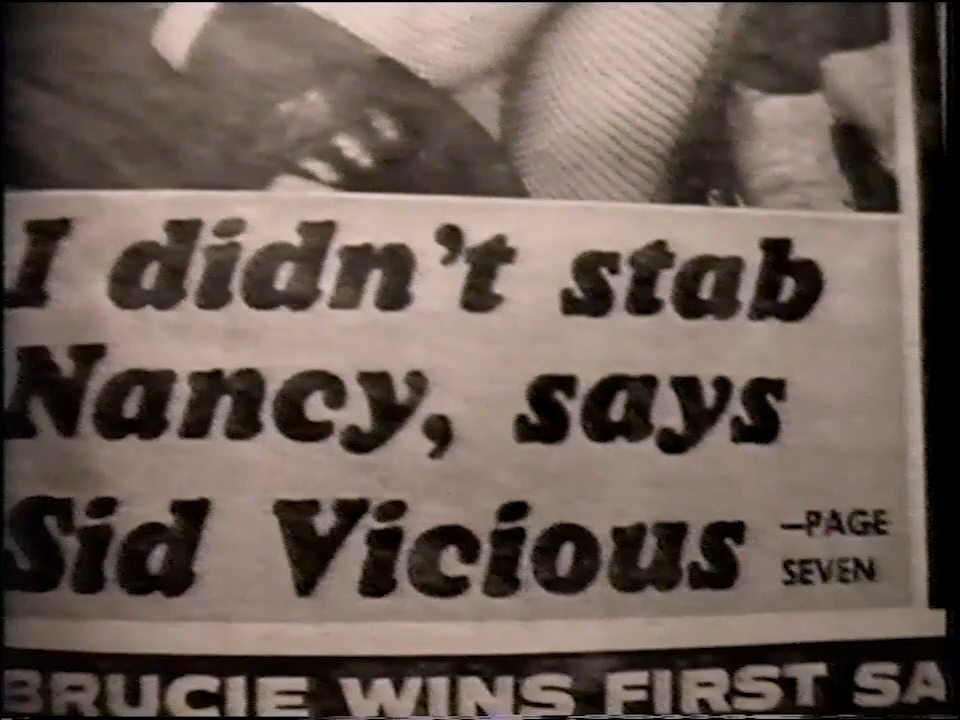 I didn't stab
Nancy, says
Sid Vicious
—PAGE
SEVEN
BRUCIE WINS FIRST SA